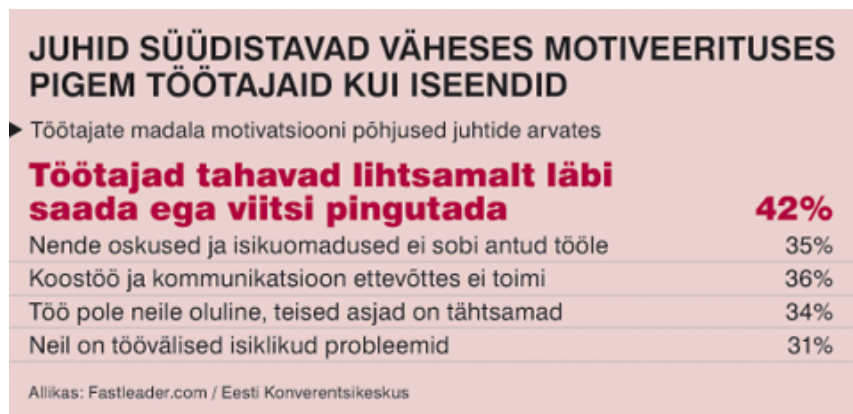 JUHID SÜÜDISTAVAD VÄHESES MOTIVEERITUSES
PIGEM TÖÖTAJAID KUI ISEENDID
Töötajate madala motivatsiooni põhjused juhtide arvates
Töötajad tahavad lihtsamalt läbi
saada ega viitsi pingutada 42%
Nende oskused ja isikuomadused ei sobi antud tööle 35%
Koostöö ja kommunikatsioon ettevõttes ei toimi 36%
Töö pole neile oluline, teised asjad on tähtsamad 34%
Neil on töövälised isiklikud probleemid 31%
Allikas: Fastleader.com / Eesti Konverentsikeskus